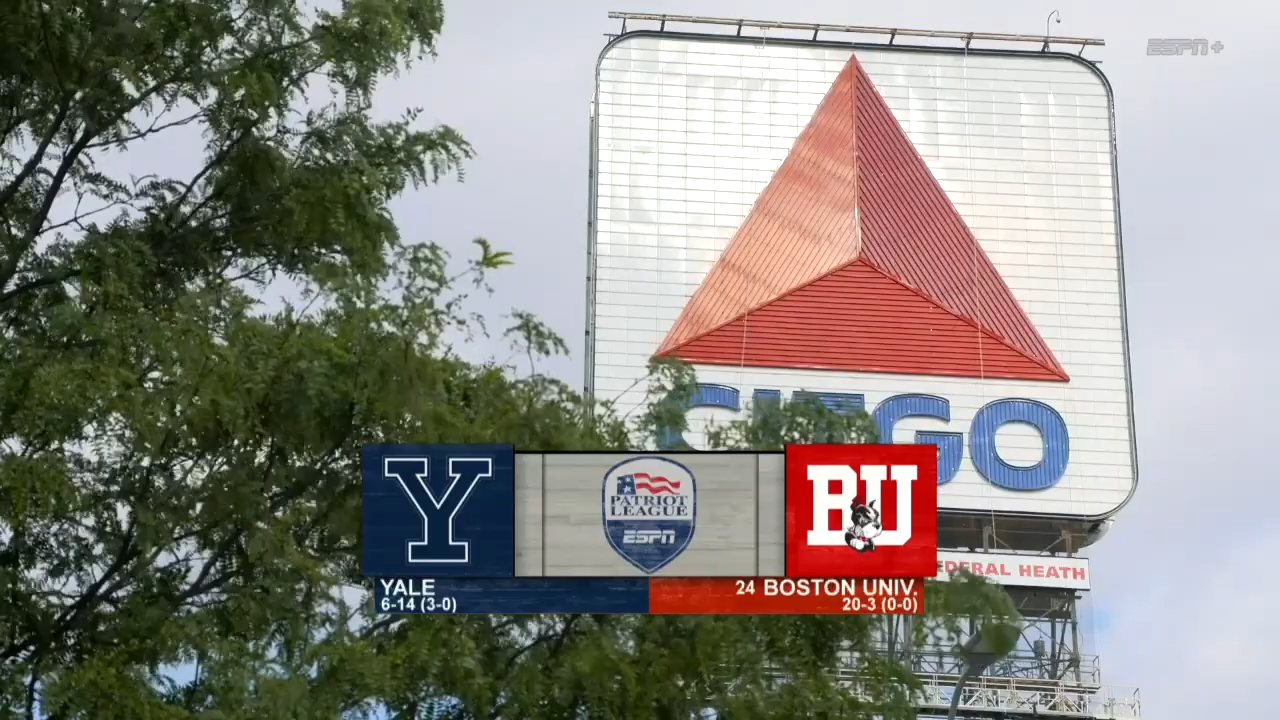 ESPN+
CITGO
Y
PATRIOT
LEAGUE
ESPN
BU
EDERAL HEATH
YALE
6-14 (3-0)
24 BOSTON UNIV.
20-3 (0-0)